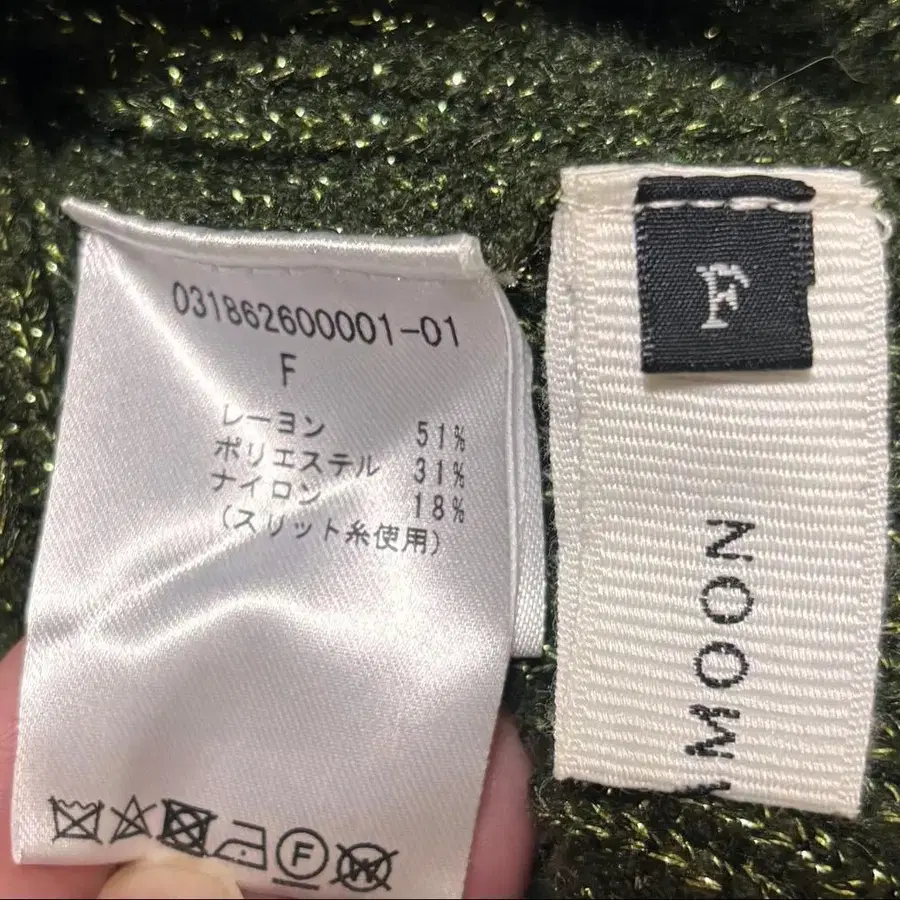 031862600001-01
F
レーヨン 51%
ポリエステル 31%
ナイロン 18%
(スリット糸使用)
F
W
F
AMOON